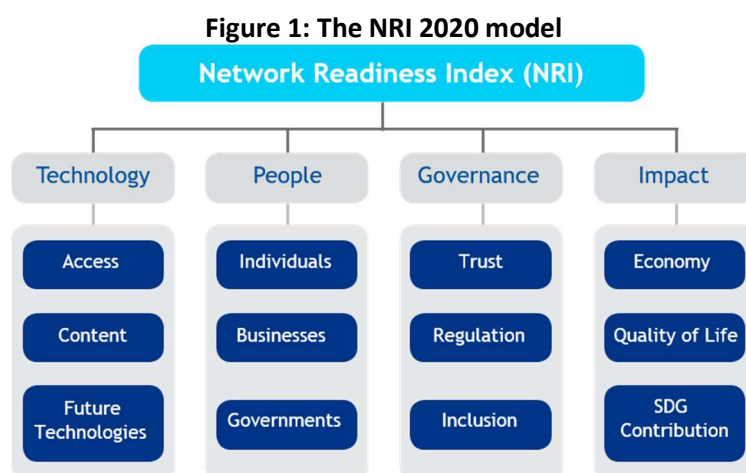 Figure 1: The NRI 2020 model
Network Readiness Index (NRI)
Technology
People
Governance
Impact
Access
Individuals
Trust
Economy
Content
Businesses
Regulation
Quality of Life
Future
Technologies
Governments
Inclusion
SDG
Contribution